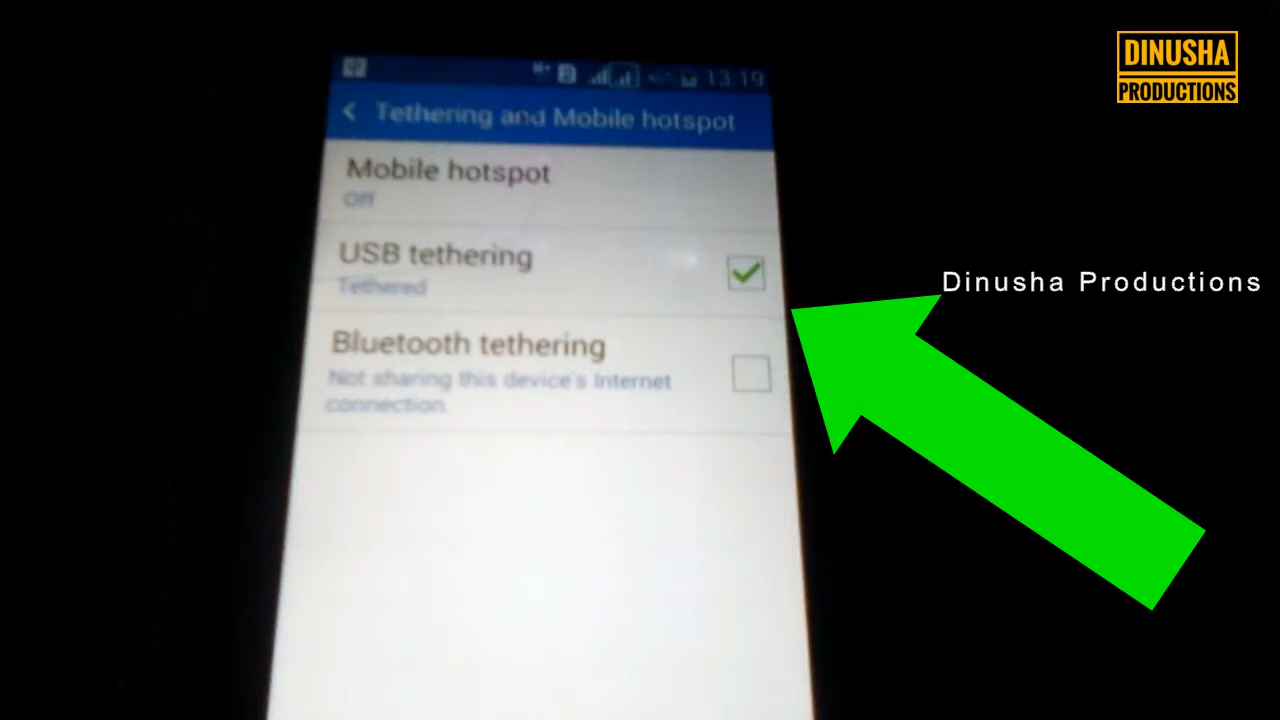 DINUSHA
PRODUCTIONS
13:19
Tethering and Mobile hotspot
Mobile hotspot
Off
USB tethering
Tethered
Bluetooth tethering
Not sharing this device's Internet
connection.
Dinusha Productions